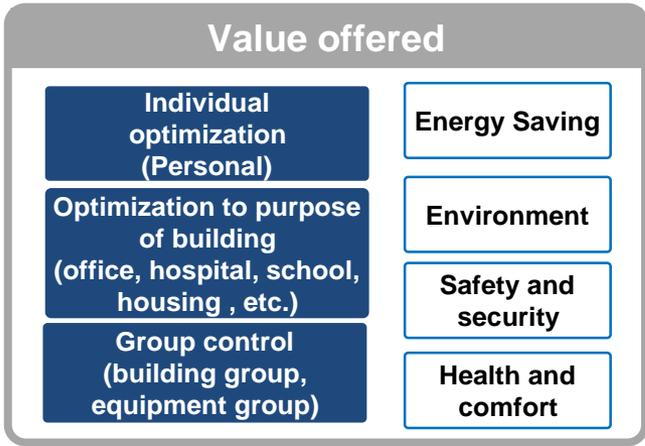 Value offered
Individual
optimization
(Personal)
Optimization to purpose
of building
(office, hospital, school,
housing , etc.)
Group control
(building group,
equipment group)
Energy Saving
Environment
Safety and
security
Health and
comfort